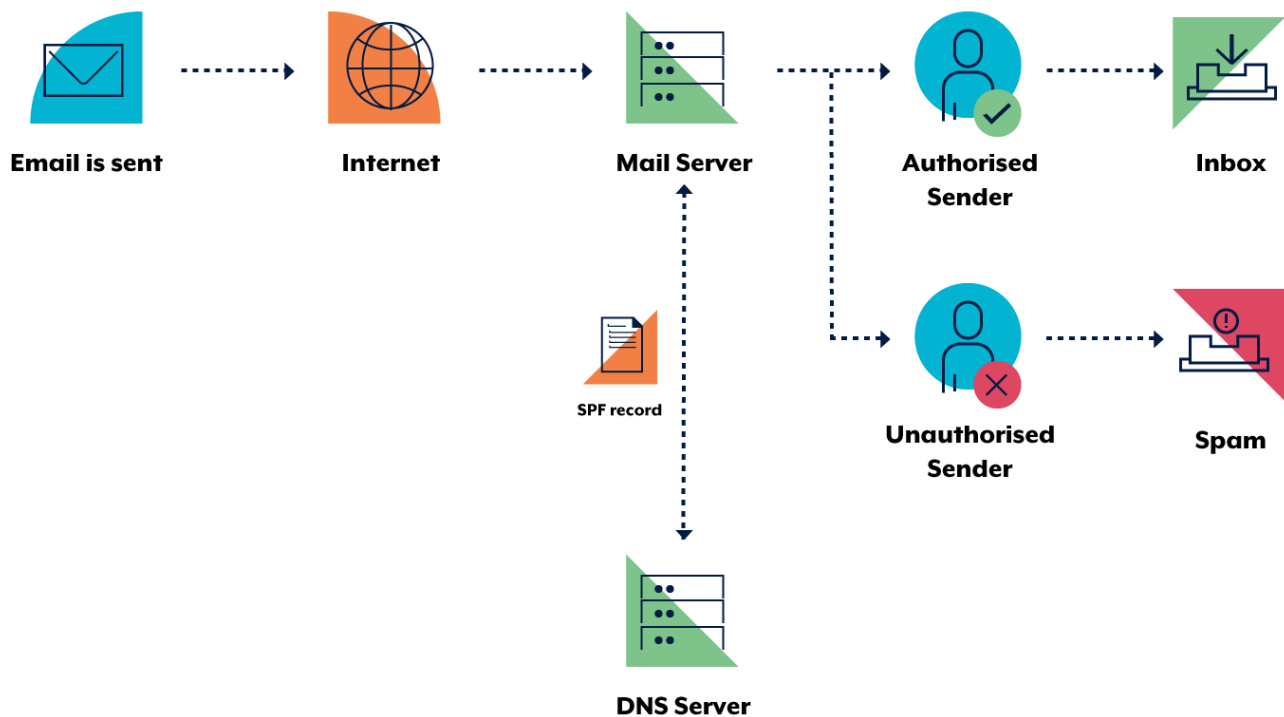 Email is sent
Internet
Mail Server
Authorised
Sender
Inbox
SPF record
Unauthorised
Sender
Spam
DNS Server